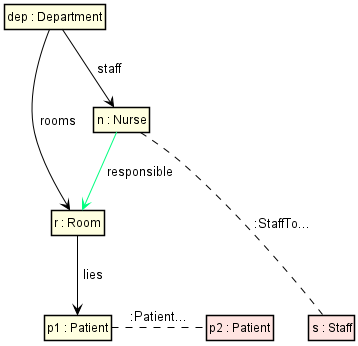 dep : Department
staff
n : Nurse
rooms
responsible
r : Room
:StaffTo...
lies
:Patient...
p1 : Patient
p2 : Patient
s : Staff